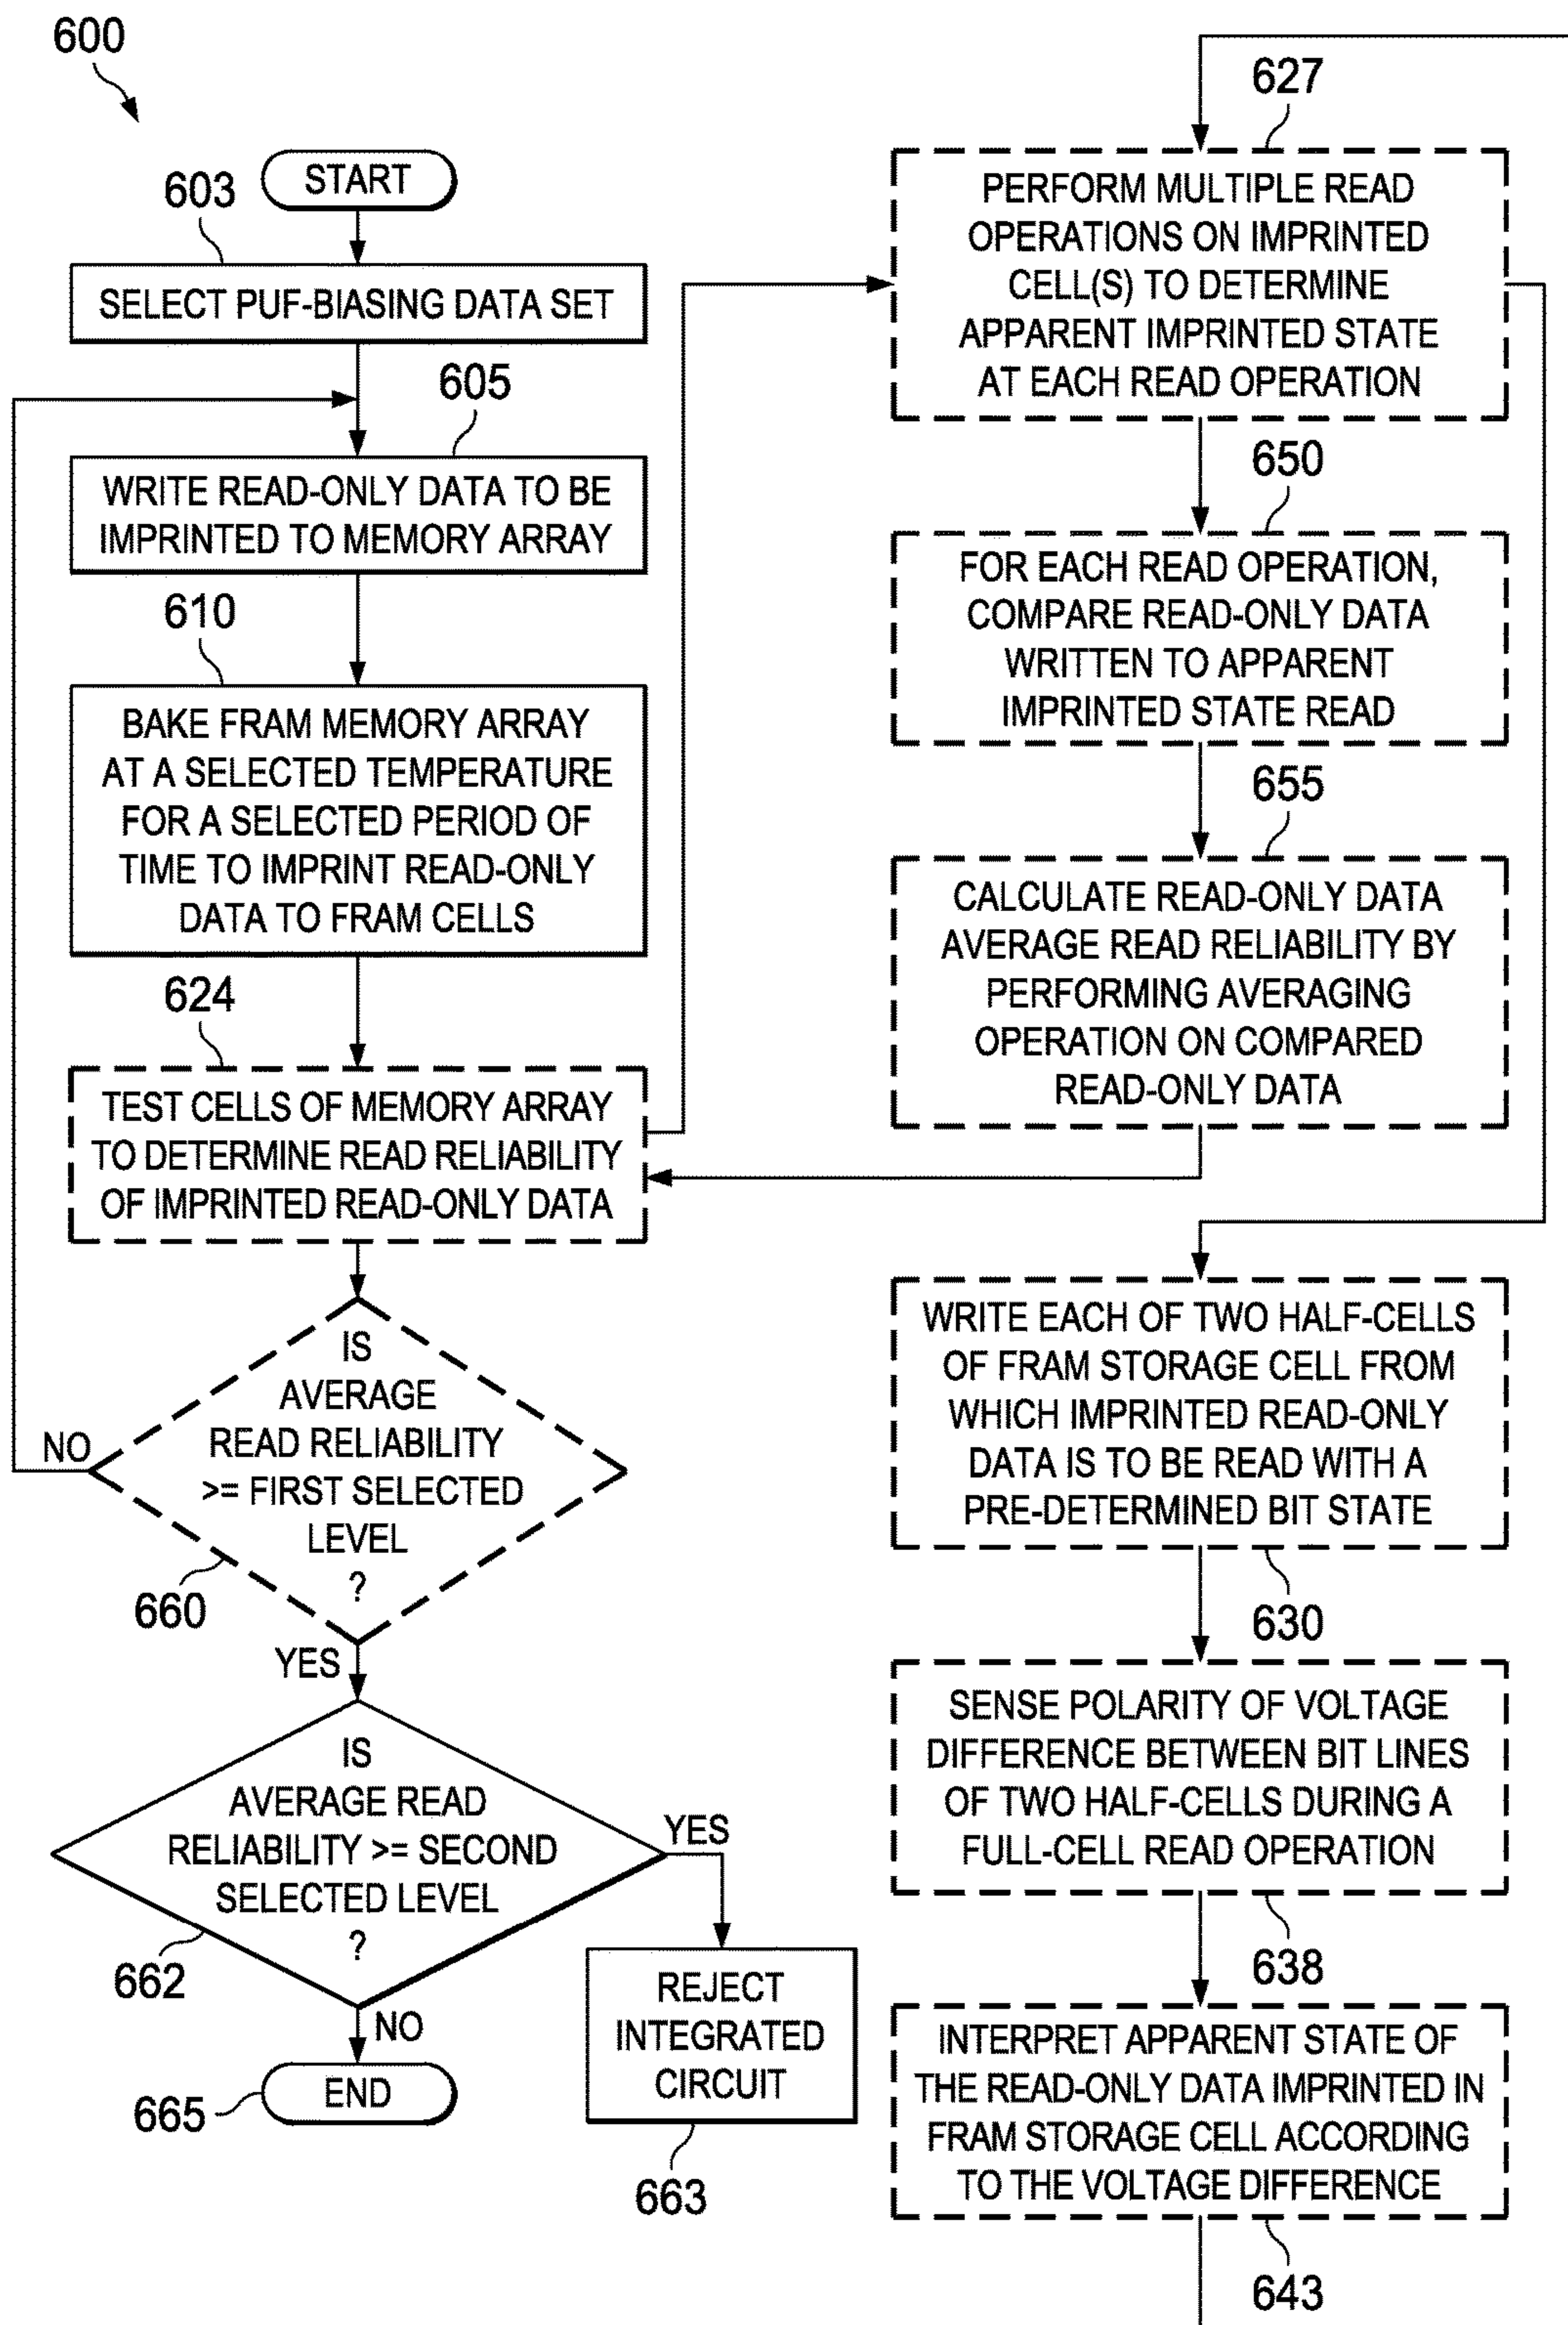 600
START
603
SELECT PUF-BIASING DATA SET
605
WRITE READ-ONLY DATA TO BE
IMPRINTED TO MEMORY ARRAY
610
BAKE FRAM MEMORY ARRAY
AT A SELECTED TEMPERATURE
FOR A SELECTED PERIOD OF
TIME TO IMPRINT READ-ONLY
DATA TO FRAM CELLS
624
TEST CELLS OF MEMORY ARRAY
TO DETERMINE READ RELIABILITY
OF IMPRINTED READ-ONLY DATA
IS
AVERAGE
READ RELIABILITY
>= FIRST SELECTED
LEVEL
?
NO
660
YES
IS
AVERAGE READ
RELIABILITY >= SECOND
SELECTED LEVEL
?
YES
662
NO
END
665
REJECT
INTEGRATED
CIRCUIT
663
627
PERFORM MULTIPLE READ
OPERATIONS ON IMPRINTED
CELL(S) TO DETERMINE
APPARENT IMPRINTED STATE
AT EACH READ OPERATION
650
FOR EACH READ OPERATION,
COMPARE READ-ONLY DATA
WRITTEN TO APPARENT
IMPRINTED STATE READ
655
CALCULATE READ-ONLY DATA
AVERAGE READ RELIABILITY BY
PERFORMING AVERAGING
OPERATION ON COMPARED
READ-ONLY DATA
WRITE EACH OF TWO HALF-CELLS
OF FRAM STORAGE CELL FROM
WHICH IMPRINTED READ-ONLY
DATA IS TO BE READ WITH A
PRE-DETERMINED BIT STATE
630
SENSE POLARITY OF VOLTAGE
DIFFERENCE BETWEEN BIT LINES
OF TWO HALF-CELLS DURING A
FULL-CELL READ OPERATION
638
INTERPRET APPARENT STATE OF
THE READ-ONLY DATA IMPRINTED IN
FRAM STORAGE CELL ACCORDING
TO THE VOLTAGE DIFFERENCE
643